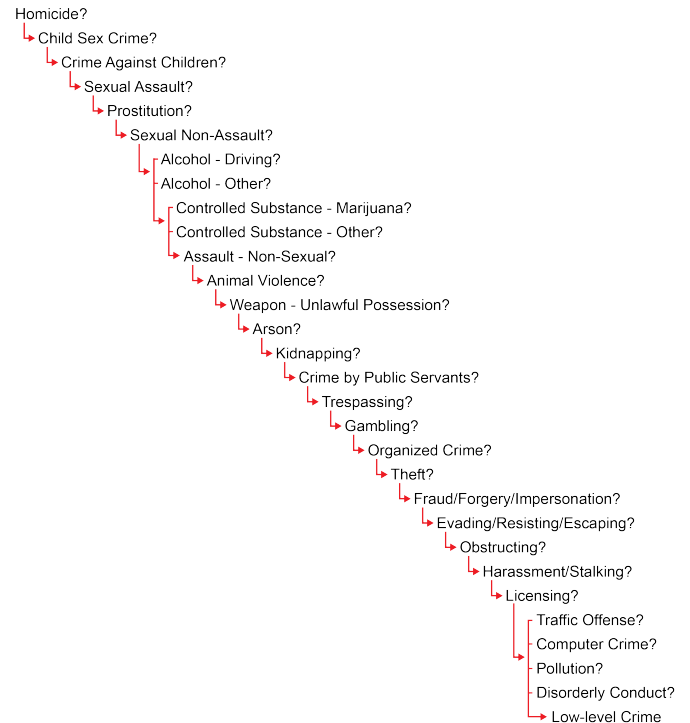 Homicide?
Child Sex Crime?
Crime Against Children?
Sexual Assault?
Prostitution?
Sexual Non-Assault?
Alcohol - Driving?
Alcohol - Other?
Controlled Substance - Marijuana?
Controlled Substance - Other?
Assault - Non-Sexual?
Animal Violence?
Weapon - Unlawful Possession?
Arson?
Kidnapping?
Crime by Public Servants?
Trespassing?
Gambling?
Organized Crime?
Theft?
Fraud/Forgery/Impersonation?
Evading/Resisting/Escaping?
Obstructing?
Harassment/Stalking?
Licensing?
Traffic Offense?
Computer Crime?
Pollution?
Disorderly Conduct?
Low-level Crime